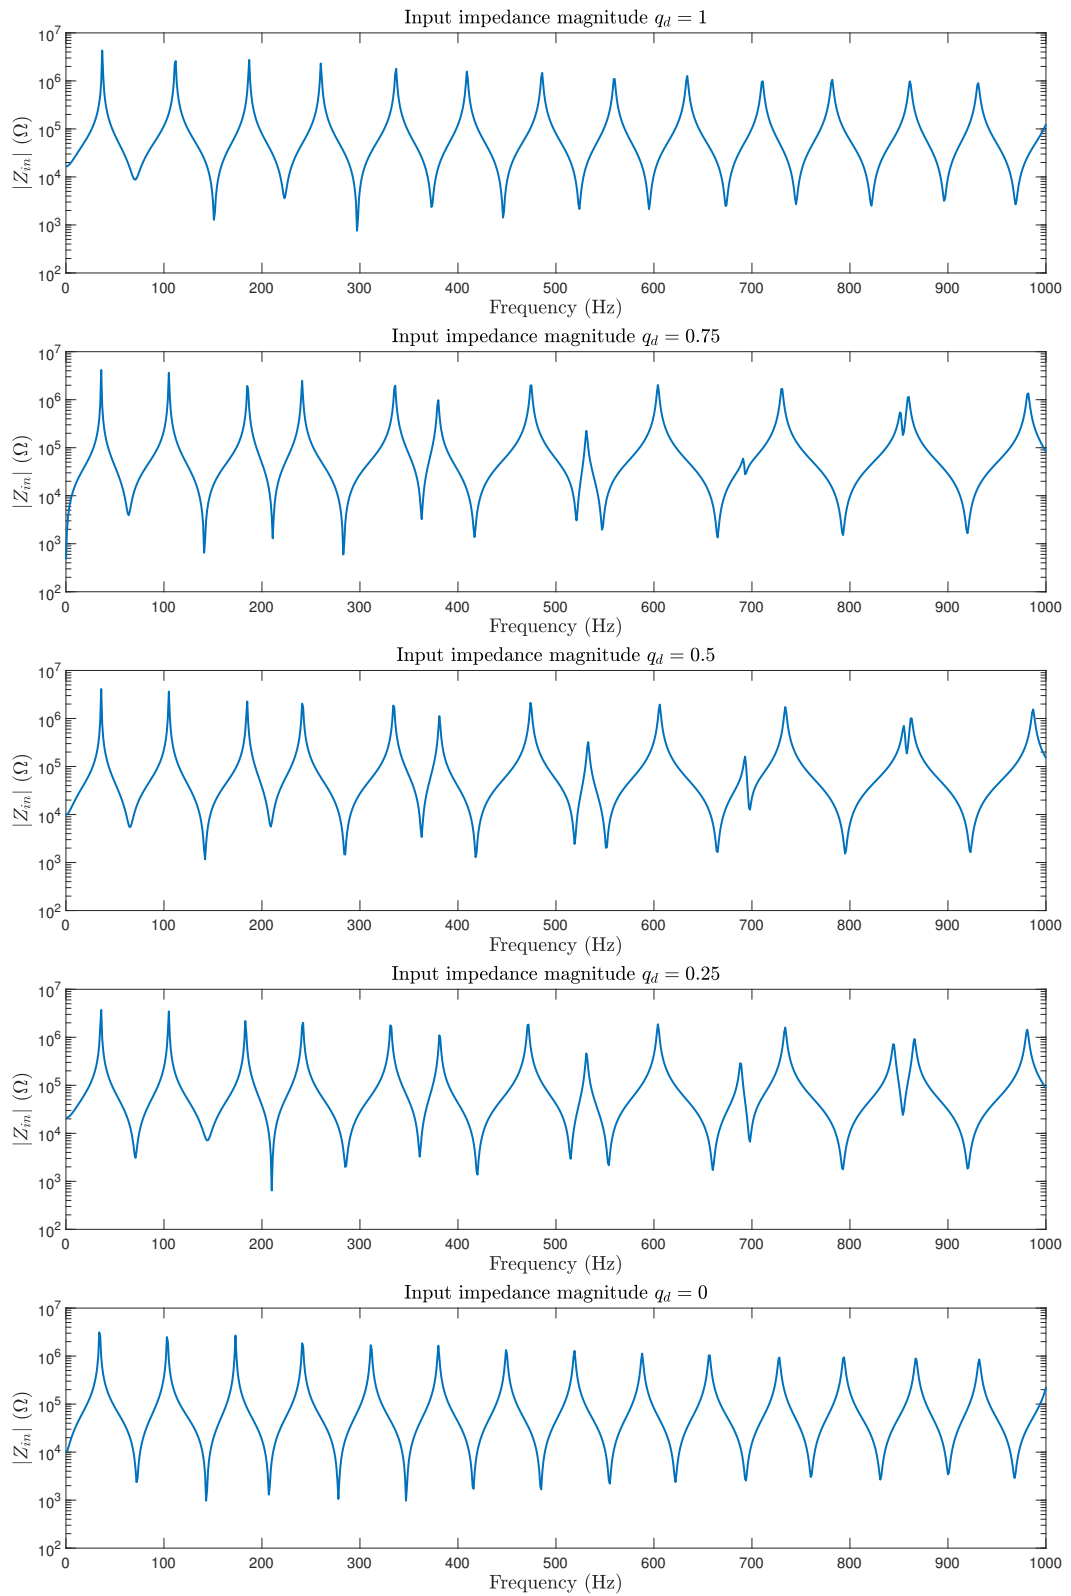 Input impedance magnitude q_d = 1
10^7
10^6
10^5
10^4
10^3
10^2
|Z_in| (Ω)
0 100 200 300 400 500 600 700 800 900 1000
Frequency (Hz)
Input impedance magnitude q_d = 0.75
10^7
10^6
10^5
10^4
10^3
10^2
|Z_in| (Ω)
0 100 200 300 400 500 600 700 800 900 1000
Frequency (Hz)
Input impedance magnitude q_d = 0.5
10^7
10^6
10^5
10^4
10^3
10^2
|Z_in| (Ω)
0 100 200 300 400 500 600 700 800 900 1000
Frequency (Hz)
Input impedance magnitude q_d = 0.25
10^7
10^6
10^5
10^4
10^3
10^2
|Z_in| (Ω)
0 100 200 300 400 500 600 700 800 900 1000
Frequency (Hz)
Input impedance magnitude q_d = 0
10^7
10^6
10^5
10^4
10^3
10^2
|Z_in| (Ω
0 100 200 300 400 500 600 700 800 900 1000
Frequency (Hz)